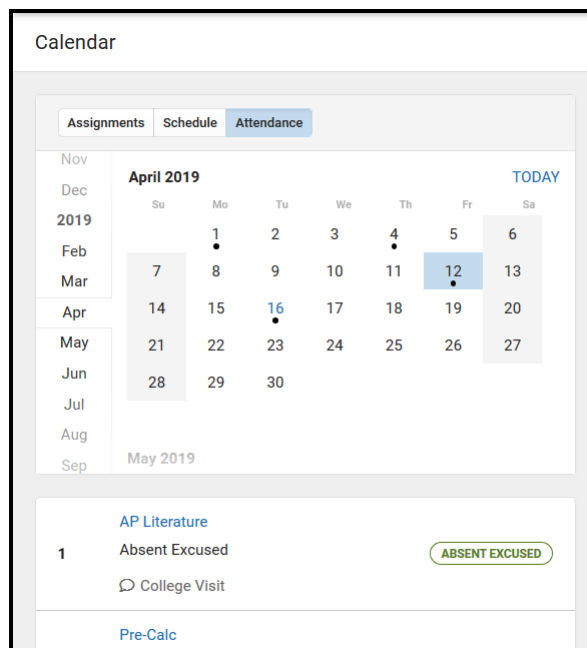 Calendar
Assignments Schedule Attendance
Nov
Dec
2019
Feb
Mar
Apr
May
Jun
Jul
Aug
Sep
April 2019 TODAY
Su Mo Tu We Th Fr Sa
1 2 3 4 5 6
7 8 9 10 11 12 13
14 15 16 17 18 19 20
21 22 23 24 25 26 27
28 29 30
May 2019
AP Literature
1 Absent Excused ABSENT EXCUSED
College Visit
Pre-Calc